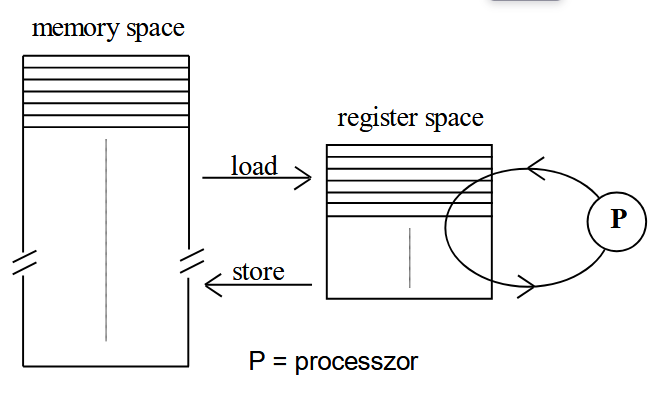 memory space
register space
load
P
store
P = processzor